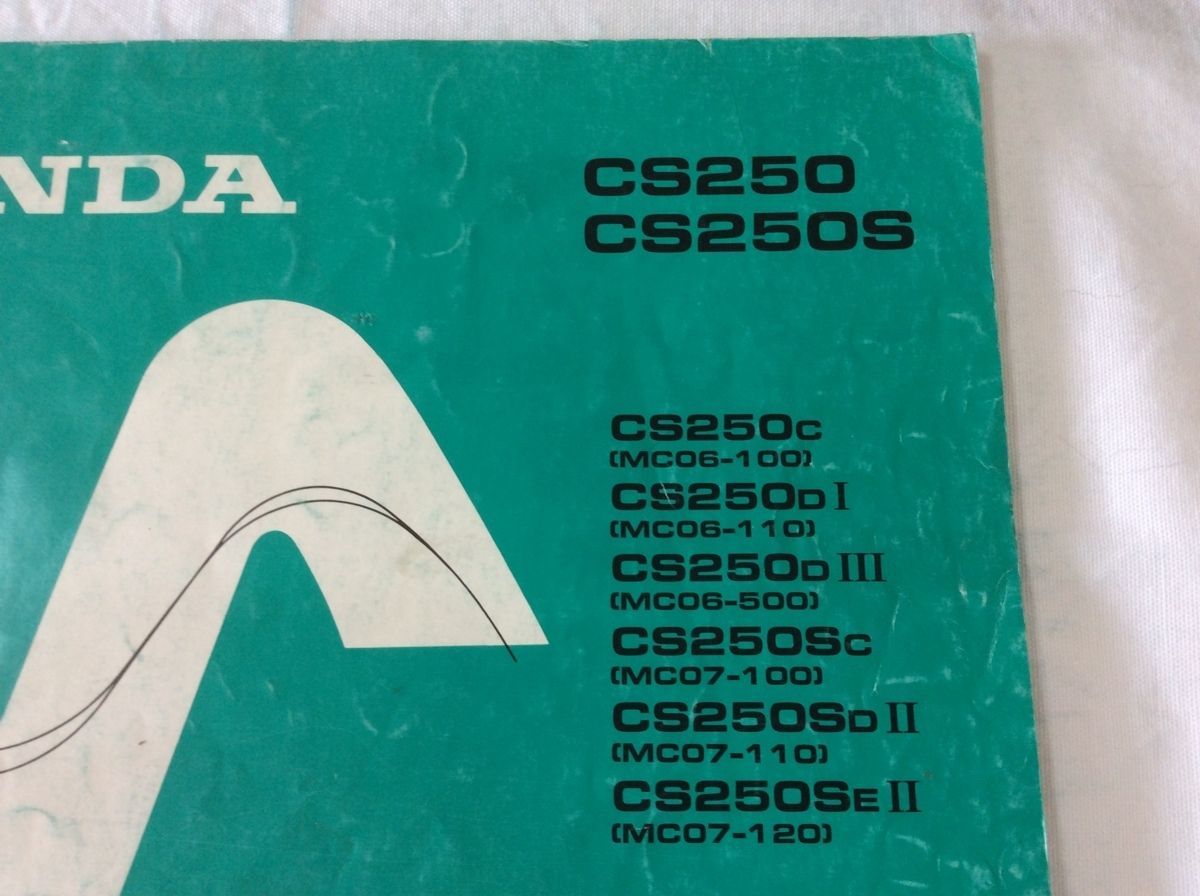 NDA
CS250
CS250S
CS250C
(MC06-100)
CS250D I
(MC06-110)
CS250D III
(MC06-500)
CS250SC
(MC07-100)
CS250SD II
(MC07-110)
CS250SE II
(MC07-120)